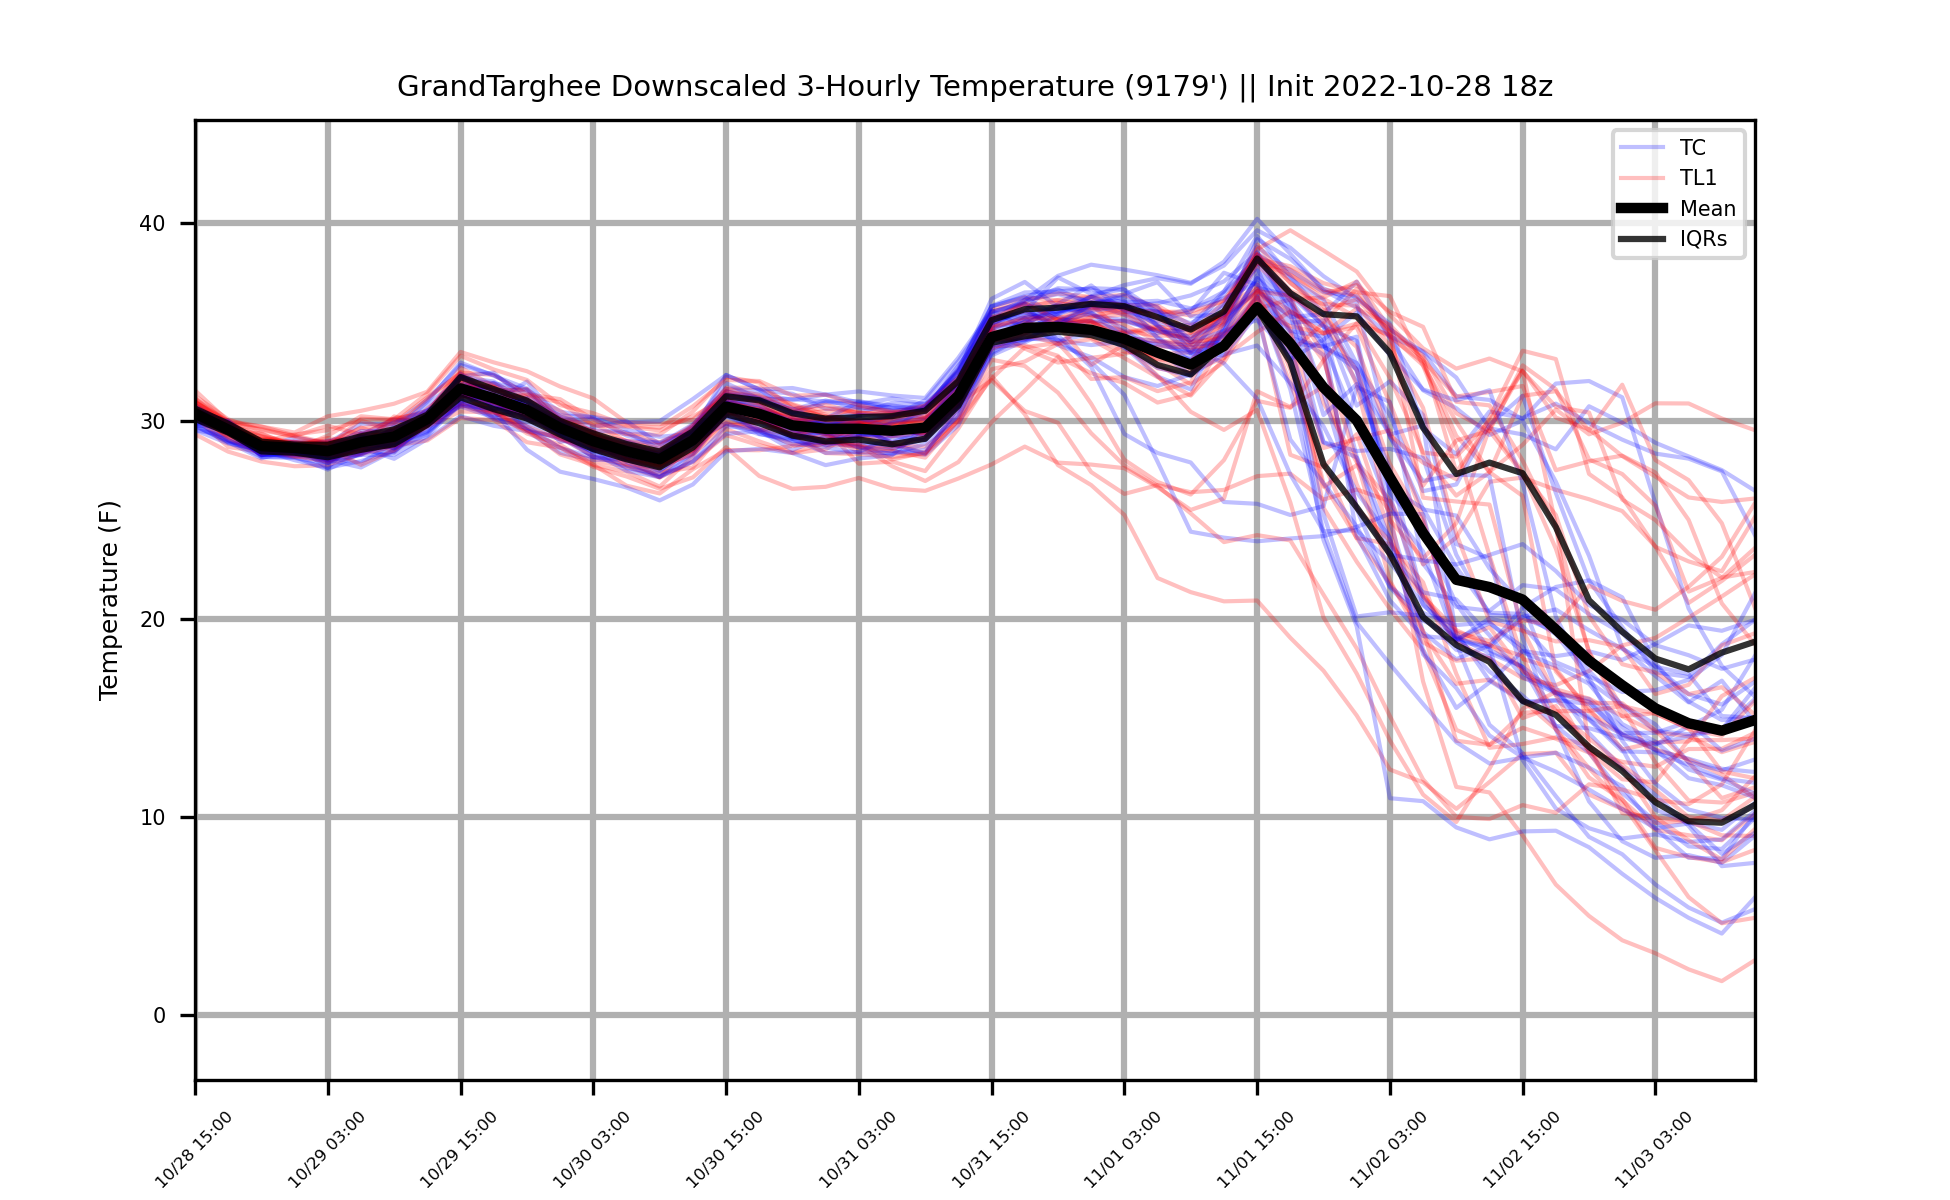 GrandTarghee Downscaled 3-Hourly Temperature (9179') || Init 2022-10-28 18z
TC
TL1
Mean
IQRs
Temperature (F)
40
30
20
10
0
10/28 15:00
10/29 03:00
10/29 15:00
10/30 03:00
10/30 15:00
10/31 03:00
10/31 15:00
11/01 03:00
11/01 15:00
11/02 03:00
11/02 15:00
11/03 03:00